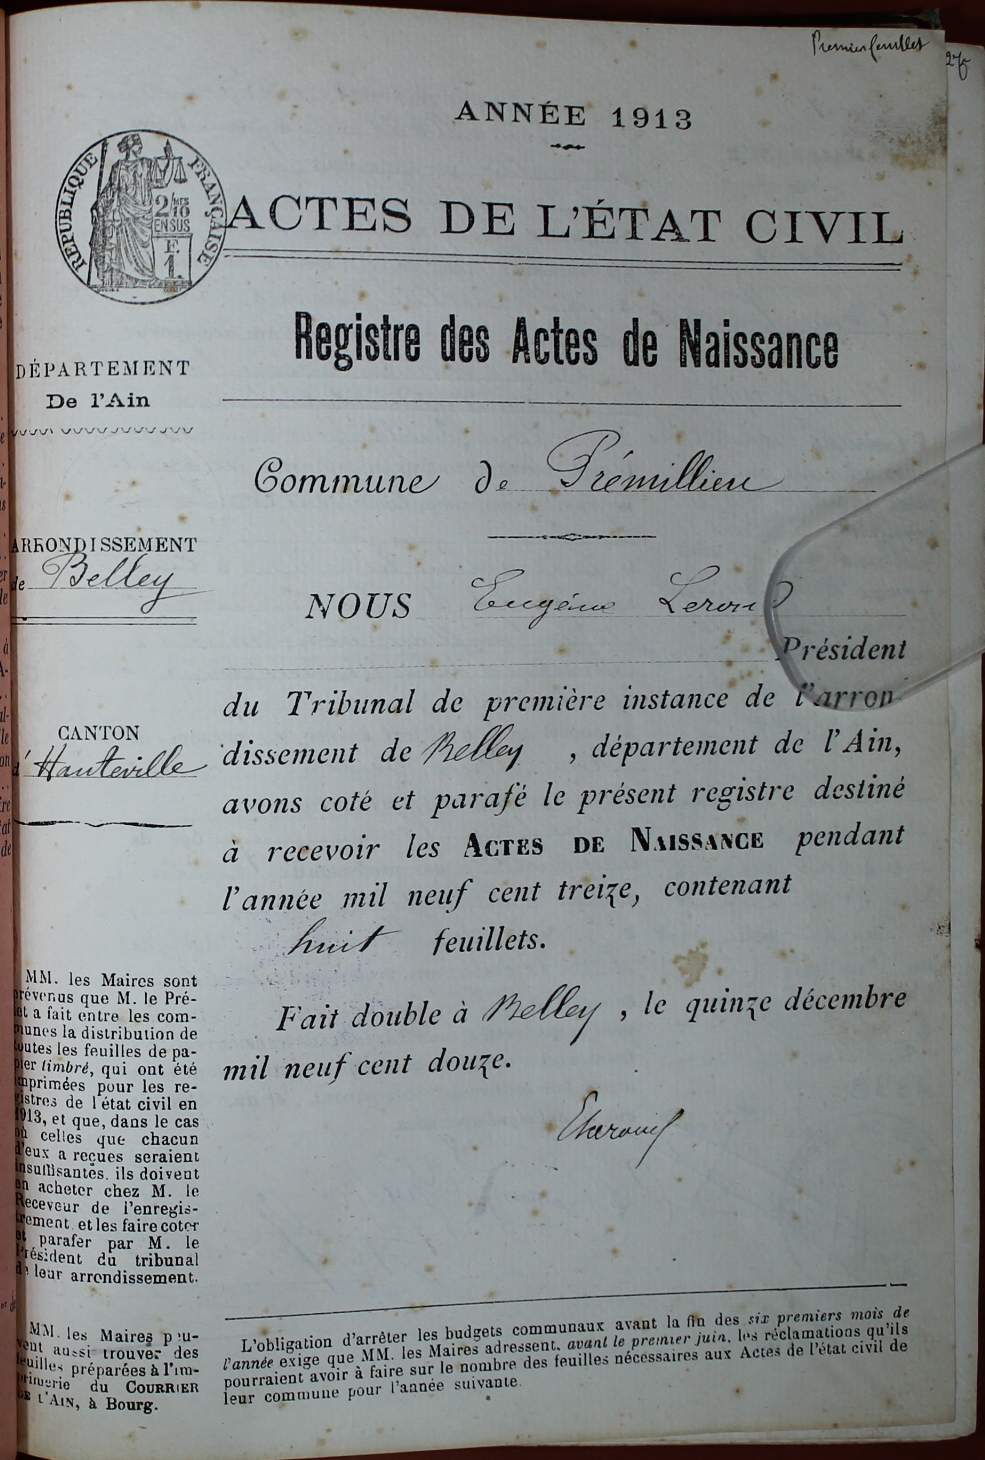 Premier feuillet
ANNÉE 1913
RÉPUBLIQUE FRANÇAISE
2/10 MES
EN SUS
F.
1.
ACTES DE L'ÉTAT CIVIL
Registre des Actes de Naissance
DÉPARTEMENT
De l'Ain
Commune de Prémillieu
ARRONDISSEMENT
de Belley
NOUS Eugène Lerond
Président
du Tribunal de première instance de l'arron-
dissement de Belley, département de l'Ain,
avons coté et parafé le présent registre destiné
à recevoir les ACTES DE NAISSANCE pendant
l'année mil neuf cent treize, contenant
huit feuillets.
Fait double à Belley, le quinze décembre
mil neuf cent douze.
CANTON
d'Hauteville
MM. les Maires sont
prévenus que M. le Pré-
fet a fait entre les com-
munes la distribution de
toutes les feuilles de pa-
pier timbré, qui ont été
imprimées pour les re-
gistres de l'état civil en
1913, et que, dans le cas
où celles que chacun
d'eux a reçues seraient
insuffisantes, ils doivent
en acheter chez M. le
Receveur de l'enregis-
trement et les faire coter
et parafer par M. le
Président du tribunal
de leur arrondissement.
MM. les Maires peu-
vent aussi trouver des
feuilles préparées à l'im-
primerie du COURRIER
DE L'AIN, à Bourg.
L'obligation d'arrêter les budgets communaux avant la fin des six premiers mois de
l'année exige que MM. les Maires adressent, avant le premier juin, les réclamations qu'ils
pourraient avoir à faire sur le nombre des feuilles nécessaires aux Actes de l'état civil de
leur commune pour l'année suivante.